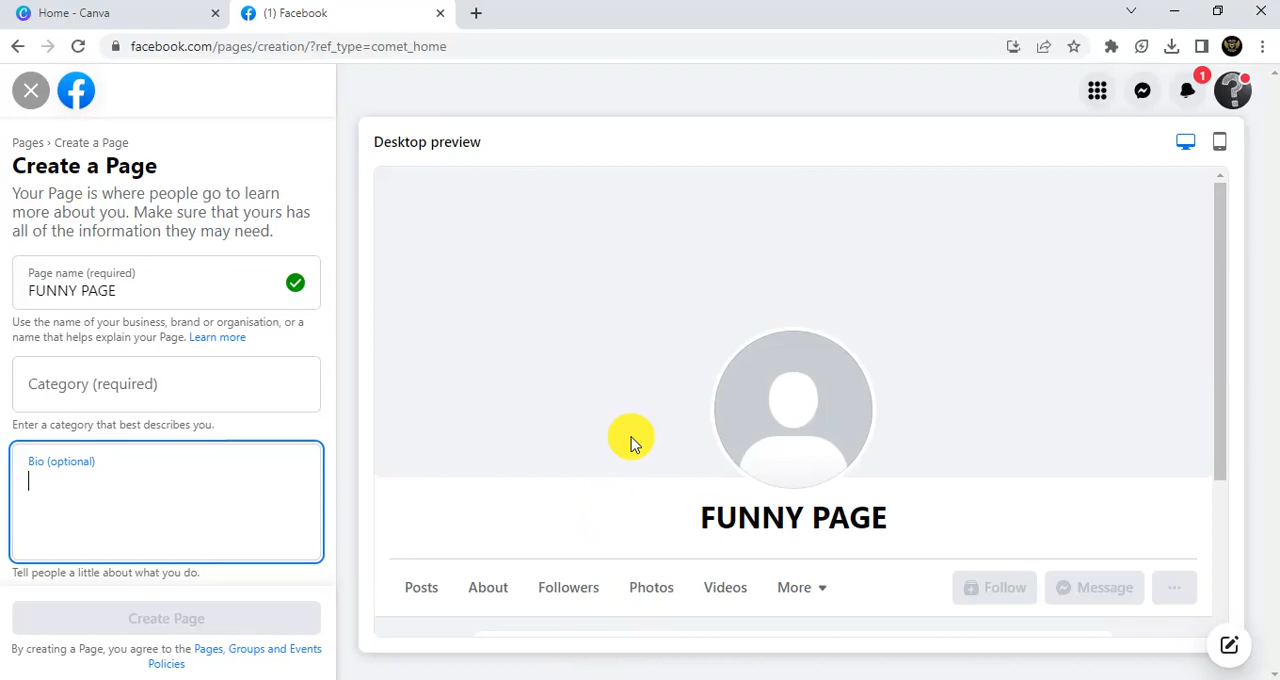 Home - Canva
(1) Facebook
facebook.com/pages/creation/?ref_type=comet_home
1
Pages › Create a Page
Create a Page
Your Page is where people go to learn
more about you. Make sure that yours has
all of the information they may need.
Page name (required)
FUNNY PAGE
Use the name of your business, brand or organisation, or a
name that helps explain your Page. Learn more
Category (required)
Enter a category that best describes you.
Bio (optional)
Tell people a little about what you do.
Create Page
By creating a Page, you agree to the Pages, Groups and Events
Policies
Desktop preview
FUNNY PAGE
Posts About Followers Photos Videos More Follow Message